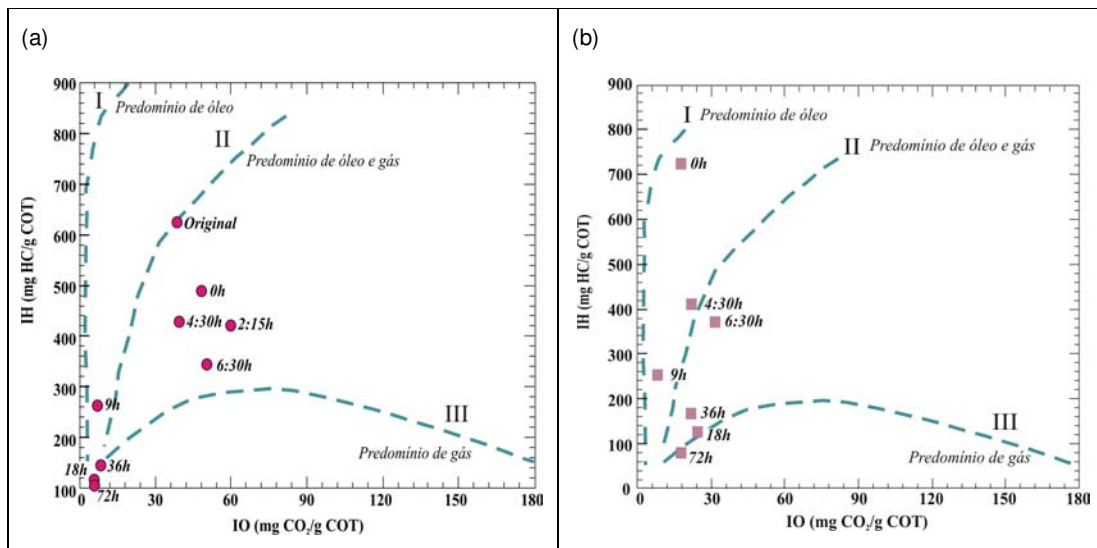 (a)
900
800
700
600
500
400
300
200
100
IH (mg HC/g COT)
I
Predomínio de óleo
II
Predomínio de óleo e gás
Original
0h
4:30h
2:15h
6:30h
9h
III
Predomínio de gás
36h
18h
72h
0
30
60
90
120
150
180
IO (mg CO₂/g COT)
(b)
900
800
700
600
500
400
300
200
100
0
IH (mg HC/g COT)
I
Predomínio de óleo
II
Predomínio de óleo e gás
0h
4:30h
6:30h
9h
36h
18h
72h
III
Predomínio de gás
0
30
60
90
120
150
180
IO (mg CO₂/g COT)